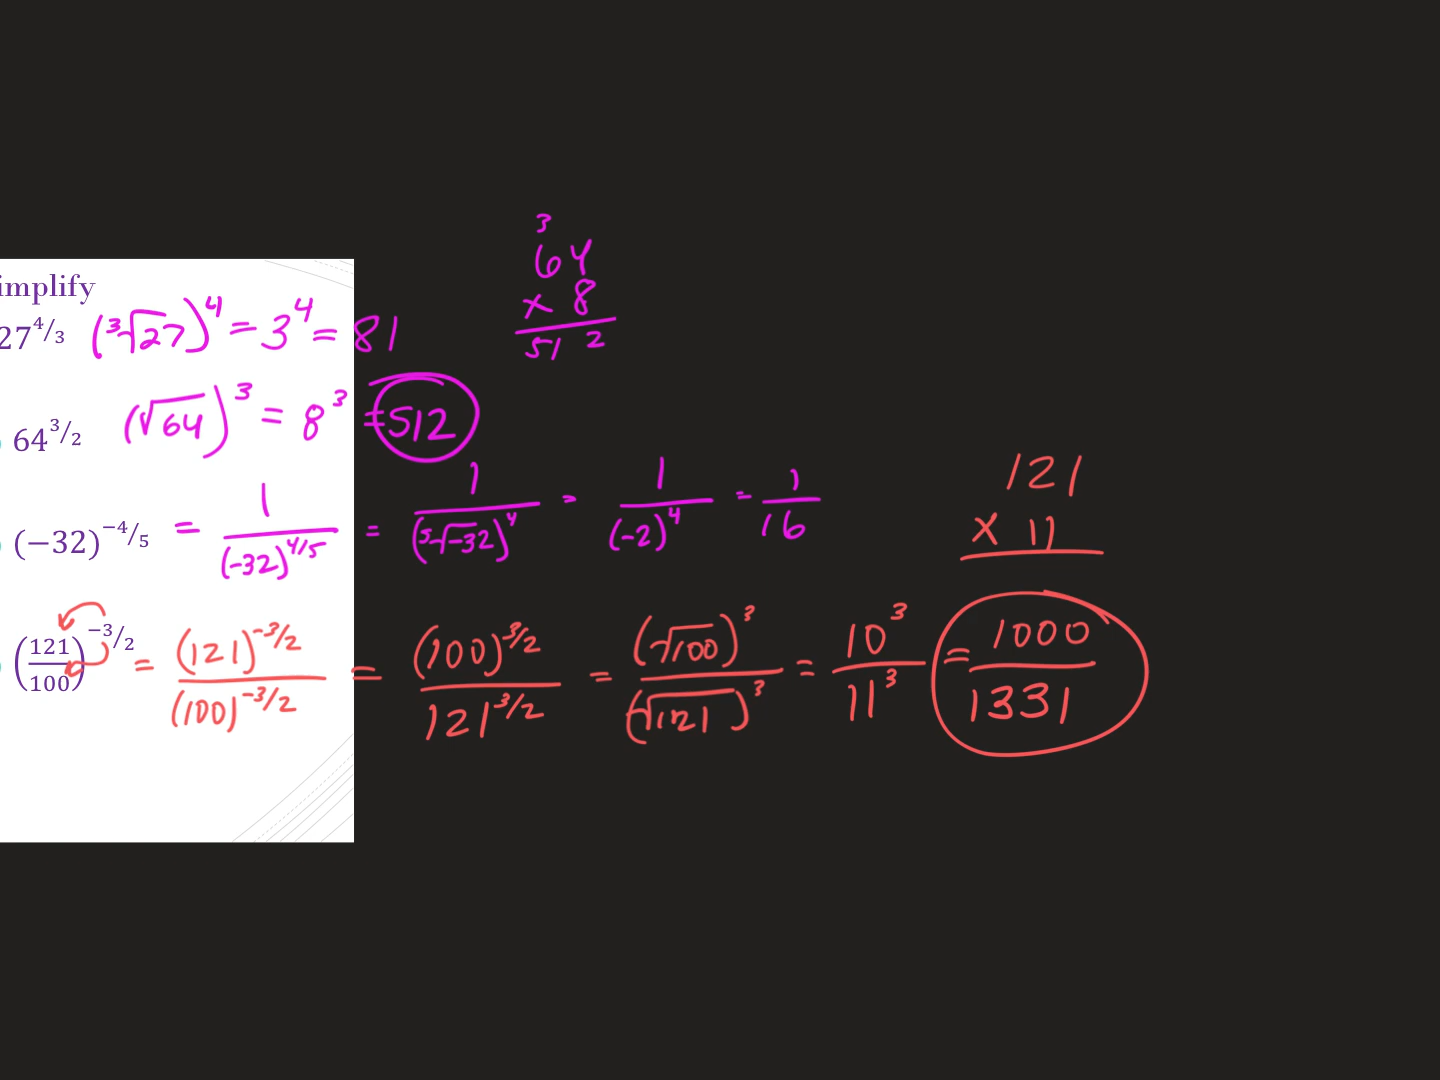 implify
27^{4/3} (∛27)^4 = 3^4 = 81
3
64
x 8
512
64^{3/2} (√64)^3 = 8^3 = 512
(−32)^{−4/5} = 1/(-32)^{4/5} = 1/(⁵√-32)^4 = 1/(-2)^4 = 1/16
121
x 11
(121/100)^{−3/2} = (121)^{-3/2}/(100)^{-3/2} = (100)^{3/2}/121^{3/2} = (√100)^3/(√121)^3 = 10^3/11^3 = 1000/1331